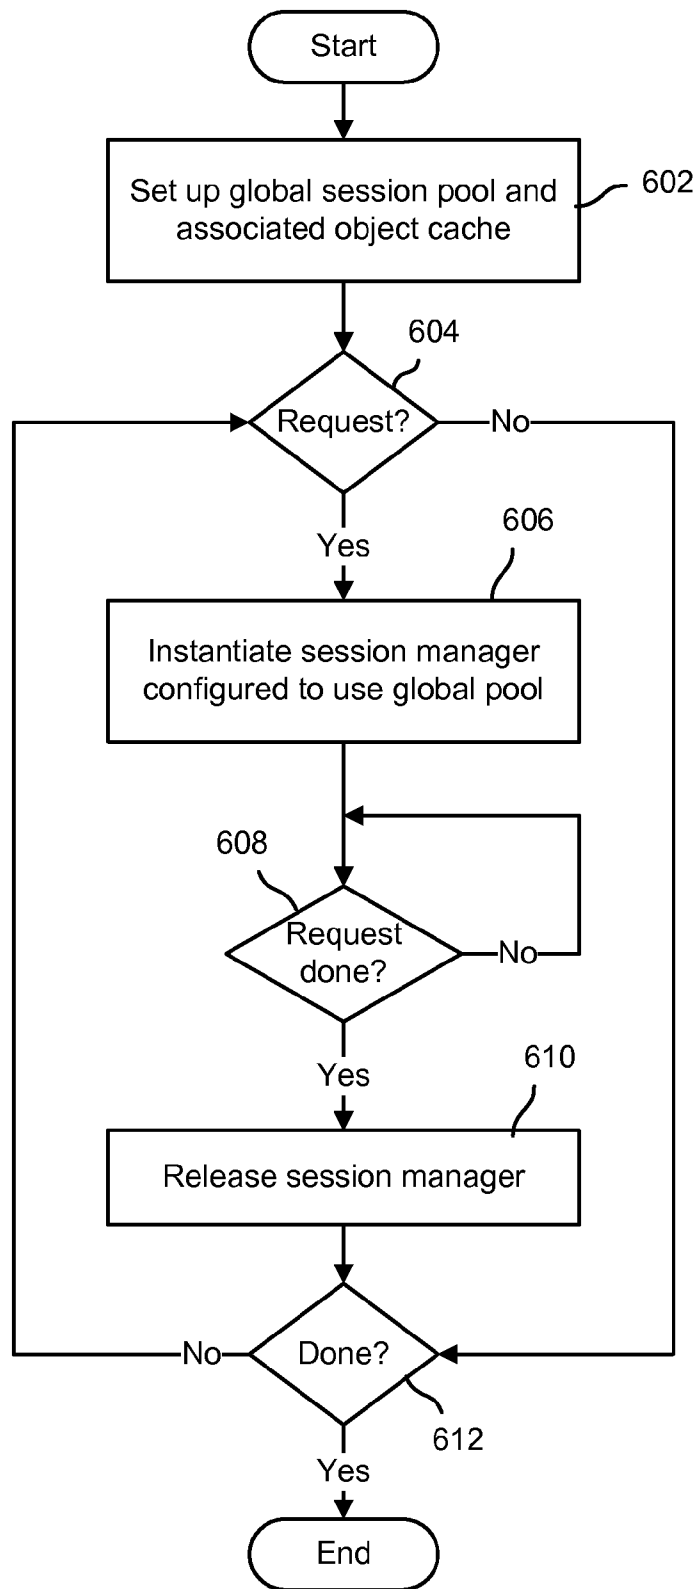 Start
Set up global session pool and
associated object cache
602
604
Request?
No
Yes
606
Instantiate session manager
configured to use global pool
608
Request
done?
No
Yes
610
Release session manager
No
Done?
612
Yes
End